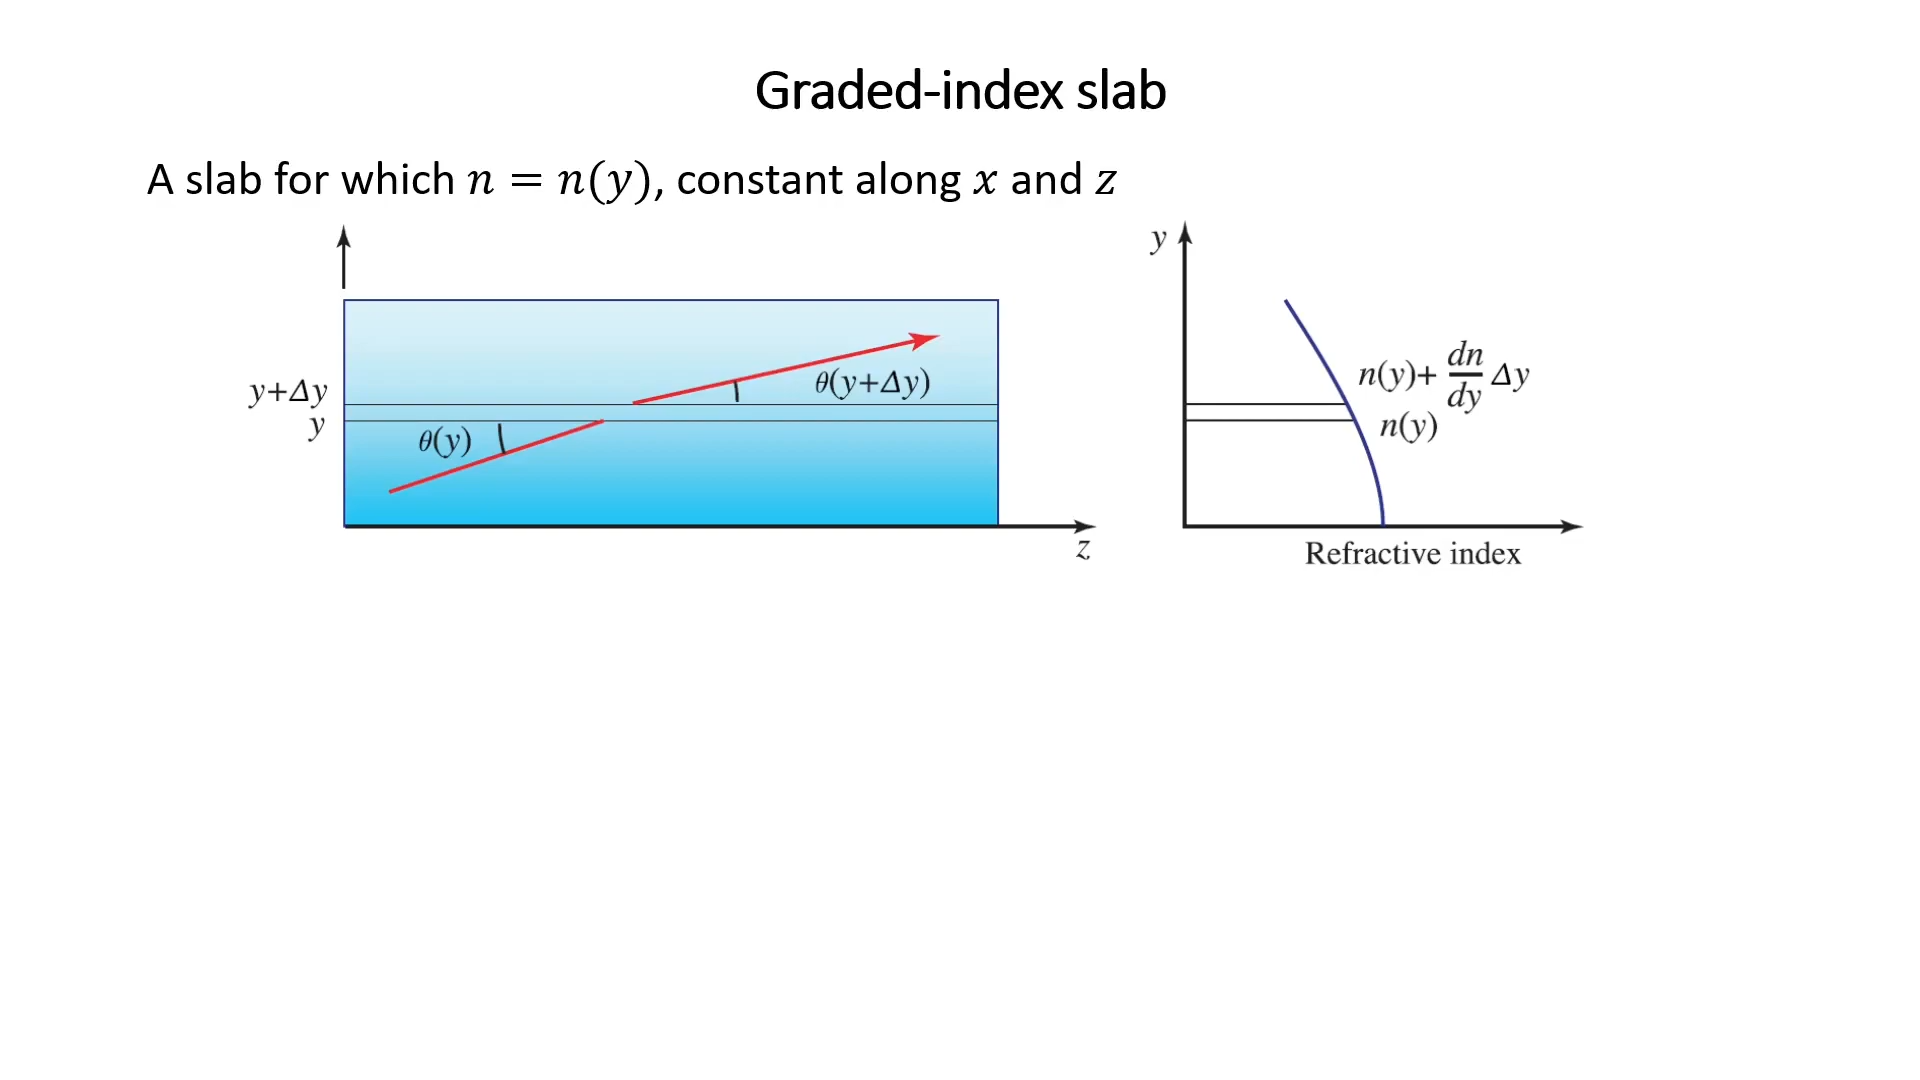 Graded-index slab
A slab for which n = n(y), constant along x and z
y+Δy
y
θ(y)
θ(y+Δy)
z
y
n(y)+ dn/dy Δy
n(y)
Refractive index